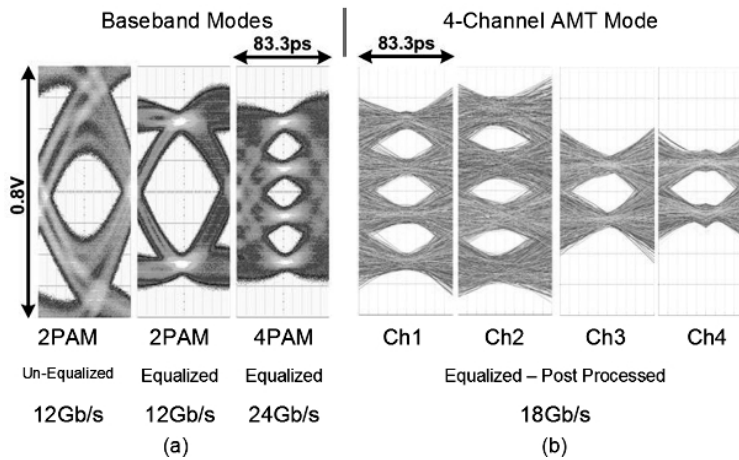 Baseband Modes
4-Channel AMT Mode
83.3ps
83.3ps
0.8V
2PAM
2PAM
4PAM
Ch1
Ch2
Ch3
Ch4
Un-Equalized
Equalized
Equalized
Equalized – Post Processed
12Gb/s
12Gb/s
24Gb/s
18Gb/s
(a)
(b)